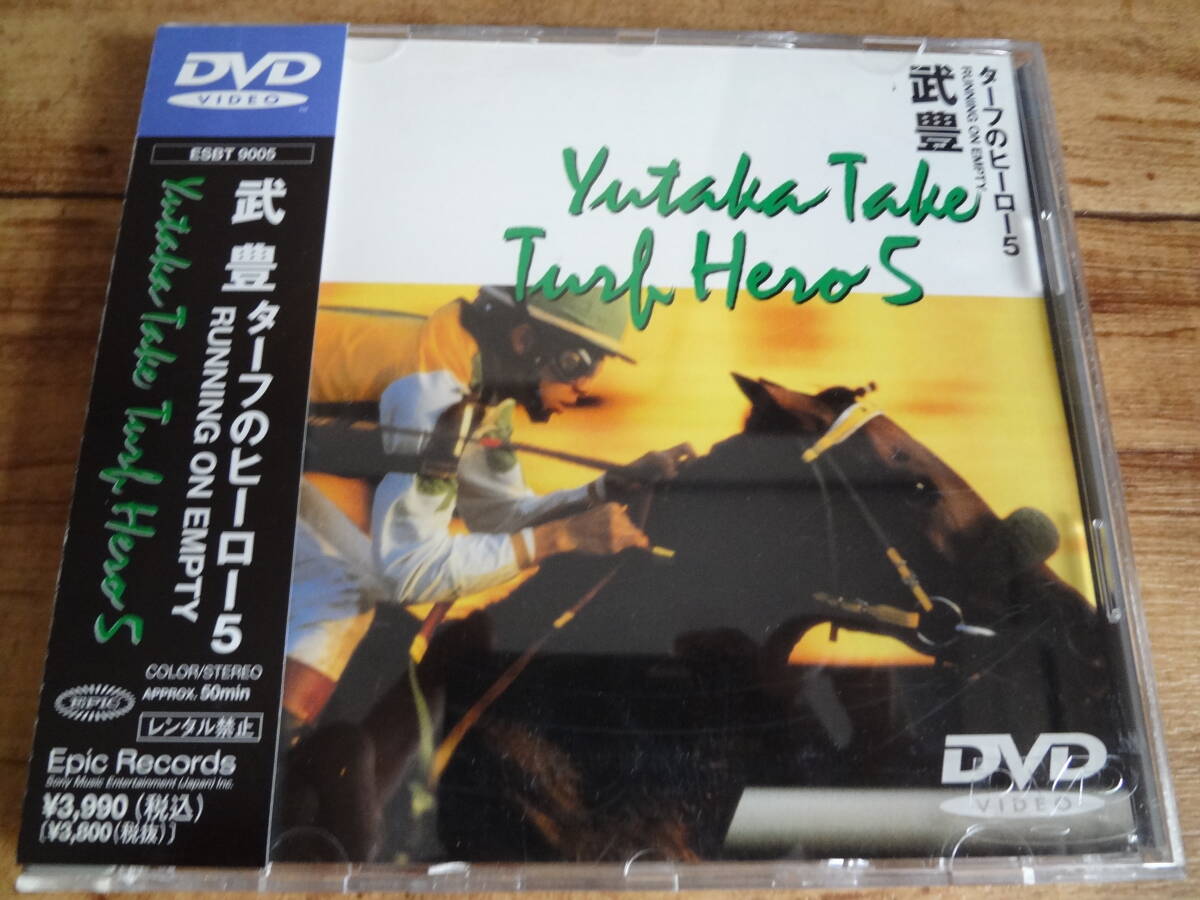 DVD
VIDEO
ESBT 9005
武 豊 ターフのヒーロー5
RUNNING ON EMPTY
Yutaka Take Turf Hero 5
COLOR/STEREO
APPROX. 50min
EPIC
レンタル禁止
Epic Records
Sony Music Entertainment (Japan) Inc.
¥3,990(税込)
[¥3,800(税抜)]
ターフのヒーロー5
RUNNING ON EMPTY
武豊
Yutaka Take
Turf Hero 5
DVD
VIDEO